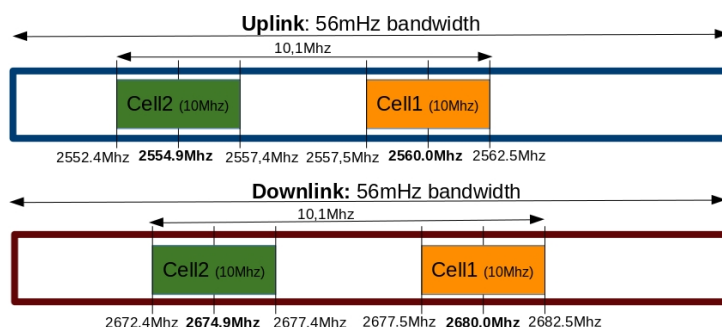 Uplink: 56mHz bandwidth
10,1Mhz
Cell2 (10Mhz) Cell1 (10Mhz)
2552.4Mhz 2554.9Mhz 2557,4Mhz 2557,5Mhz 2560.0Mhz 2562.5Mhz
Downlink: 56mHz bandwidth
10,1Mhz
Cell2 (10Mhz) Cell1 (10Mhz)
2672.4Mhz 2674.9Mhz 2677.4Mhz 2677.5Mhz 2680.0Mhz 2682.5Mhz